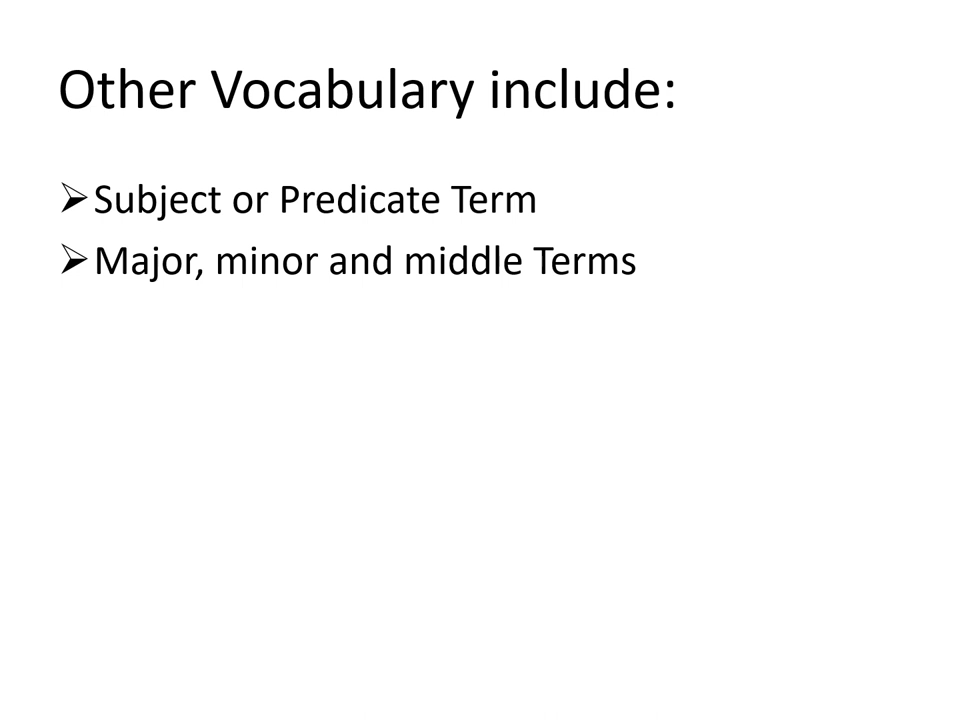 Other Vocabulary include:
➢Subject or Predicate Term
➢Major, minor and middle Terms